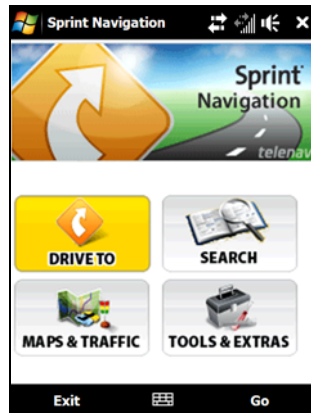 Sprint Navigation
Sprint
Navigation
telenav
DRIVE TO
SEARCH
MAPS & TRAFFIC
TOOLS & EXTRAS
Exit
Go